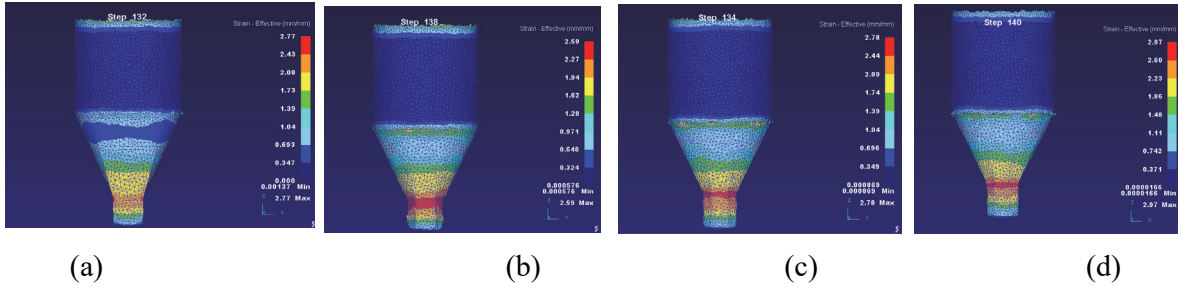 Step 132
Strain - Effective (mm/mm)
2.77
2.43
2.08
1.73
1.39
1.04
0.693
0.347
0.000
0.00137 Min
2.77 Max
Z
Y
Step 138
Strain - Effective (mm/mm)
2.59
2.27
1.94
1.62
1.29
0.971
0.648
0.324
0.000576
0.000576 Min
2.59 Max
Z
Y
Step 134
Strain - Effective (mm/mm)
2.78
2.44
2.09
1.74
1.39
1.04
0.696
0.349
0.000869
0.000869 Min
2.78 Max
Z
Y
Step 140
Strain - Effective (mm/mm)
2.97
2.60
2.23
1.86
1.48
1.11
0.742
0.371
0.0000166
0.0000166 Min
2.97 Max
Z
Y
(a) (b) (c) (d)